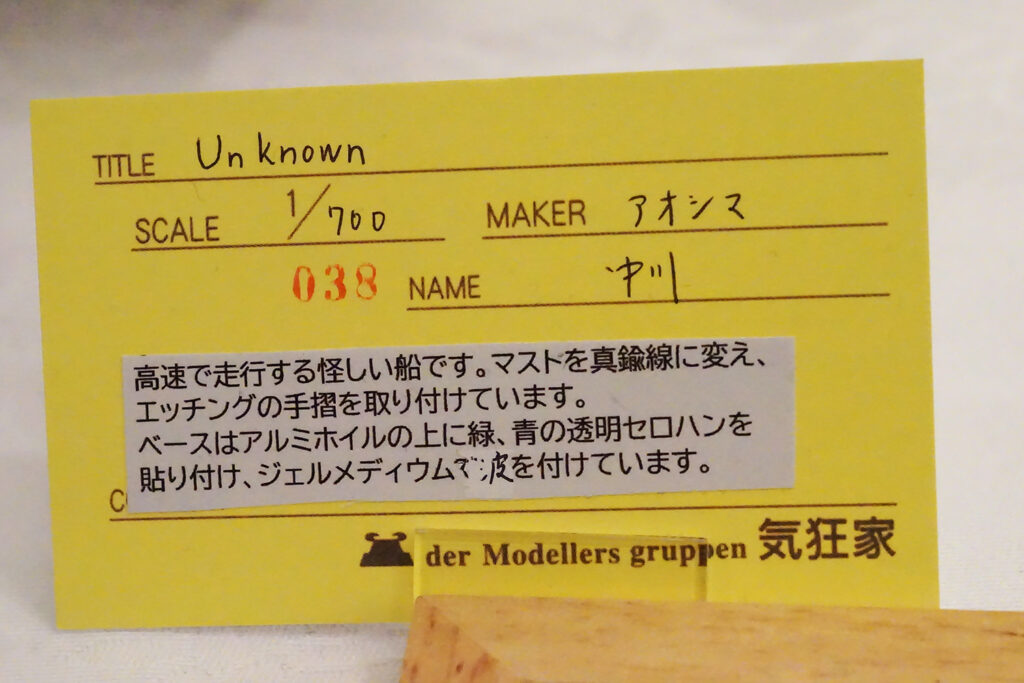 TITLE Unknown
SCALE 1/700 MAKER アオシマ
038 NAME 中川
高速で走行する怪しい船です。マストを真鍮線に変え、
エッチングの手摺を取り付けています。
ベースはアルミホイルの上に緑、青の透明セロハンを
貼り付け、ジェルメディウムで波を付けています。
C
der Modellers gruppen 気狂家